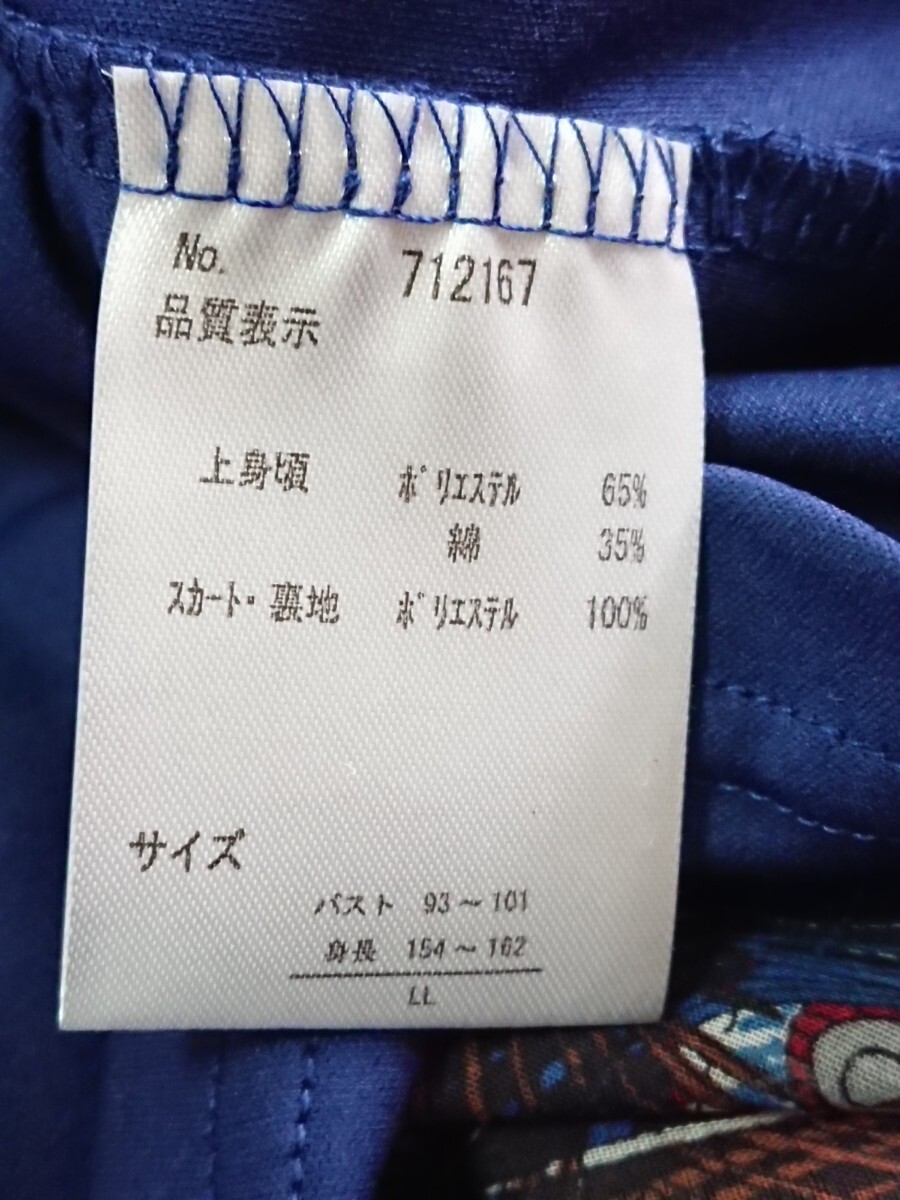 No. 712167
品質表示
上身頃 ポリエステル 65%
綿 35%
スカート・裏地 ポリエステル 100%
サイズ
バスト 93～101
身長 154～162
LL